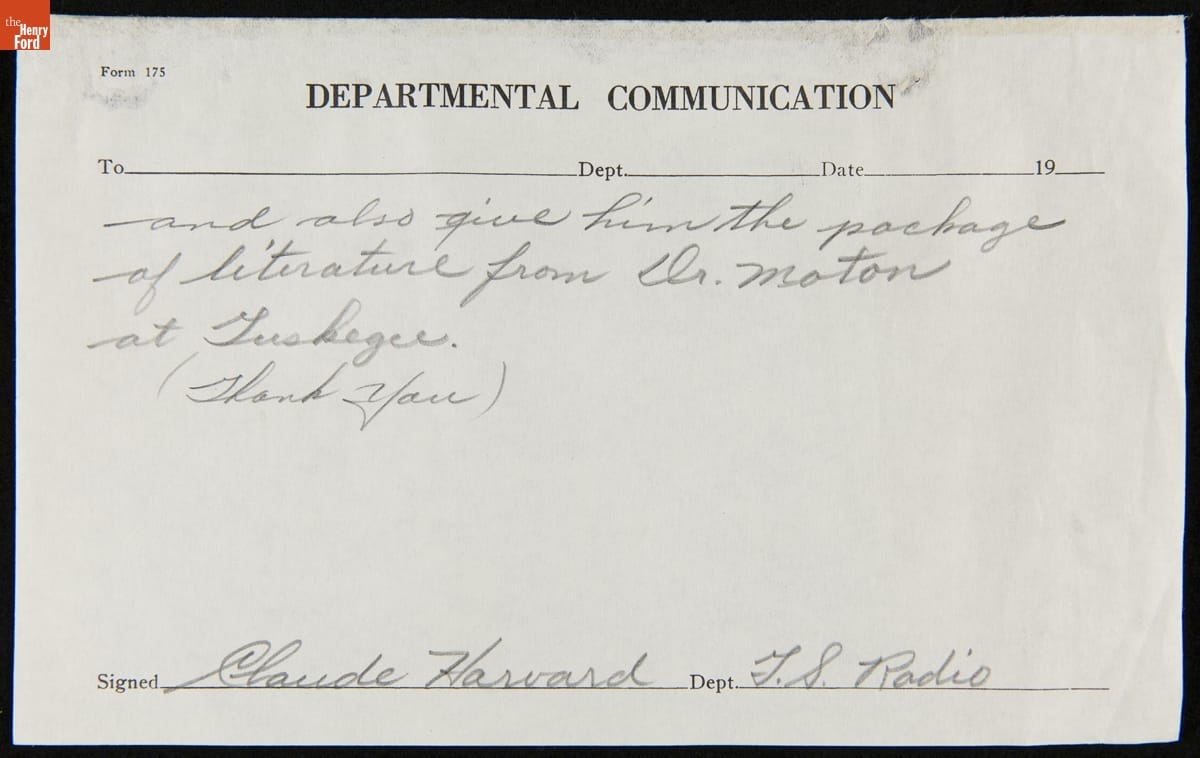 the
Henry
Ford
Form 175
DEPARTMENTAL COMMUNICATION
To Dept. Date 19
and also give him the package
of literature from Dr. Moton
at Tuskegee.
(Thank You)
Signed Claude Harvard Dept. T.S. Radio